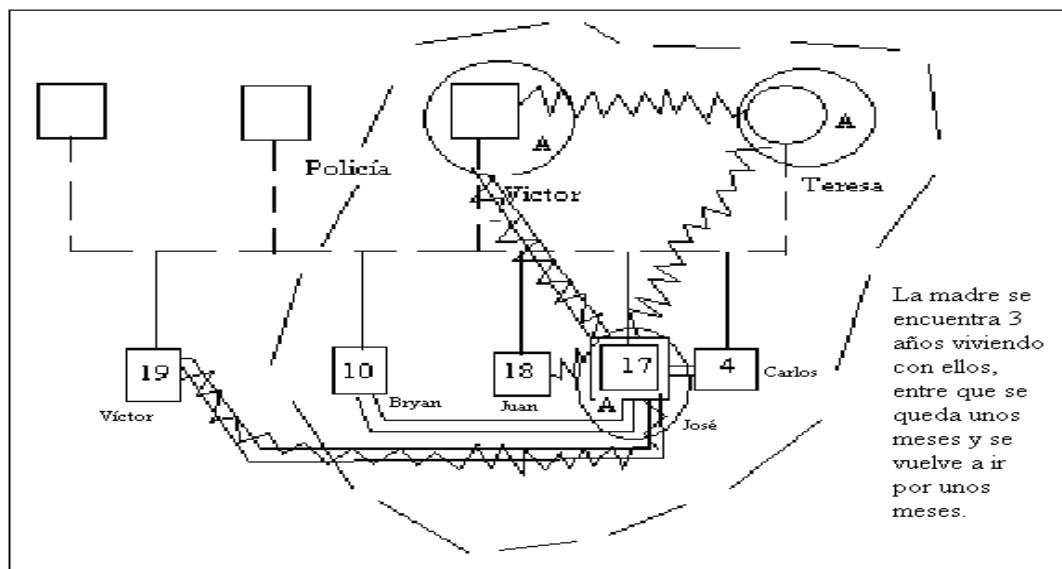 A
A
Policía
Victor
Teresa
La madre se
encuentra 3
años viviendo
con ellos,
entre que se
queda unos
meses y se
vuelve a ir
por unos
meses.
19
10
18
17
4
Carlos
Víctor
Bryan
Juan
A
José